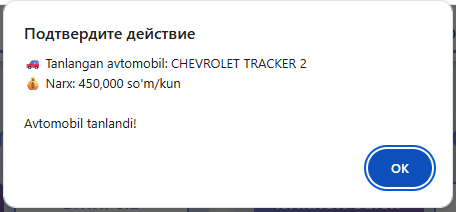 Подтвердите действие
🚗 Tanlangan avtomobil: CHEVROLET TRACKER 2
💰 Narx: 450,000 so'm/kun
Avtomobil tanlandi!
OK